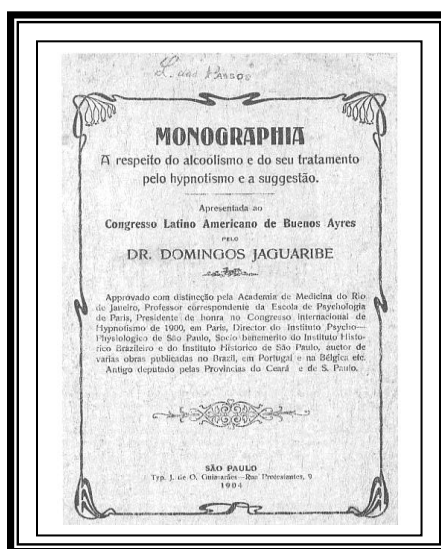 MONOGRAPHIA
A respeito do alcoólismo e do seu tratamento
pelo hypnotismo e a suggestão.
Apresentada ao
Congresso Latino Americano de Buenos Ayres
PELO
DR. DOMINGOS JAGUARIBE
Approvado com distincção pela Academia de Medicina do Rio
de Janeiro, Professor correspondente da Escola de Psychologia
de Paris, Presidente de honra no Congresso internacional de
Hypnotismo de 1900, em Paris, Director do Instituto Psycho—
Physiologico de São Paulo, Socio benemerito do Instituto Histo-
rico Brazileiro e do Instituto Historico de São Paulo, auctor de
varias obras publicadas no Brazil, em Portugal e na Bélgica etc.
Antigo deputado pelas Provincias do Ceará e de S. Paulo.
SÃO PAULO
Typ. J. de O. Guimarães—Rua Protestantes, 9
1904